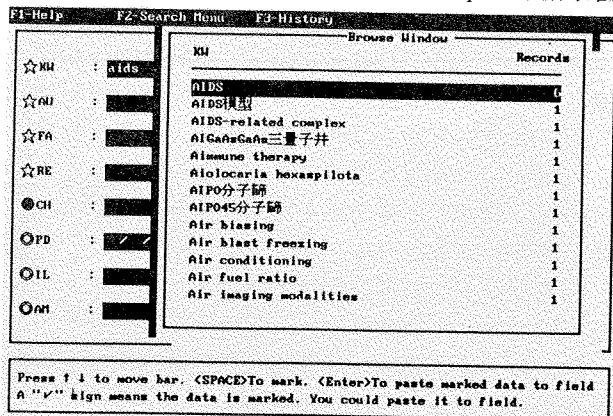 F1-Help F2-Search Menu F3-History
Browse Window
KW Records
☆KW : aids
☆AU :
☆FA :
☆RE :
◎CH :
◎PD : / /
◎IL :
◎AM :
AIDS 6
AIDS模型 1
AIDS-related complex 1
AIGaAsGaAs三量子井 1
Aimmune therapy 1
Aiolocaria hexaspilota 1
AIPO分子筛 1
AIPO45分子筛 1
Air biasing 1
Air blast freezing 1
Air conditioning 1
Air fuel ratio 1
Air imaging modalities 1
Press ↑ ↓ to move bar. <SPACE>To mark. <Enter>To paste marked data to field
A "√" sign means the data is marked. You could paste it to field.